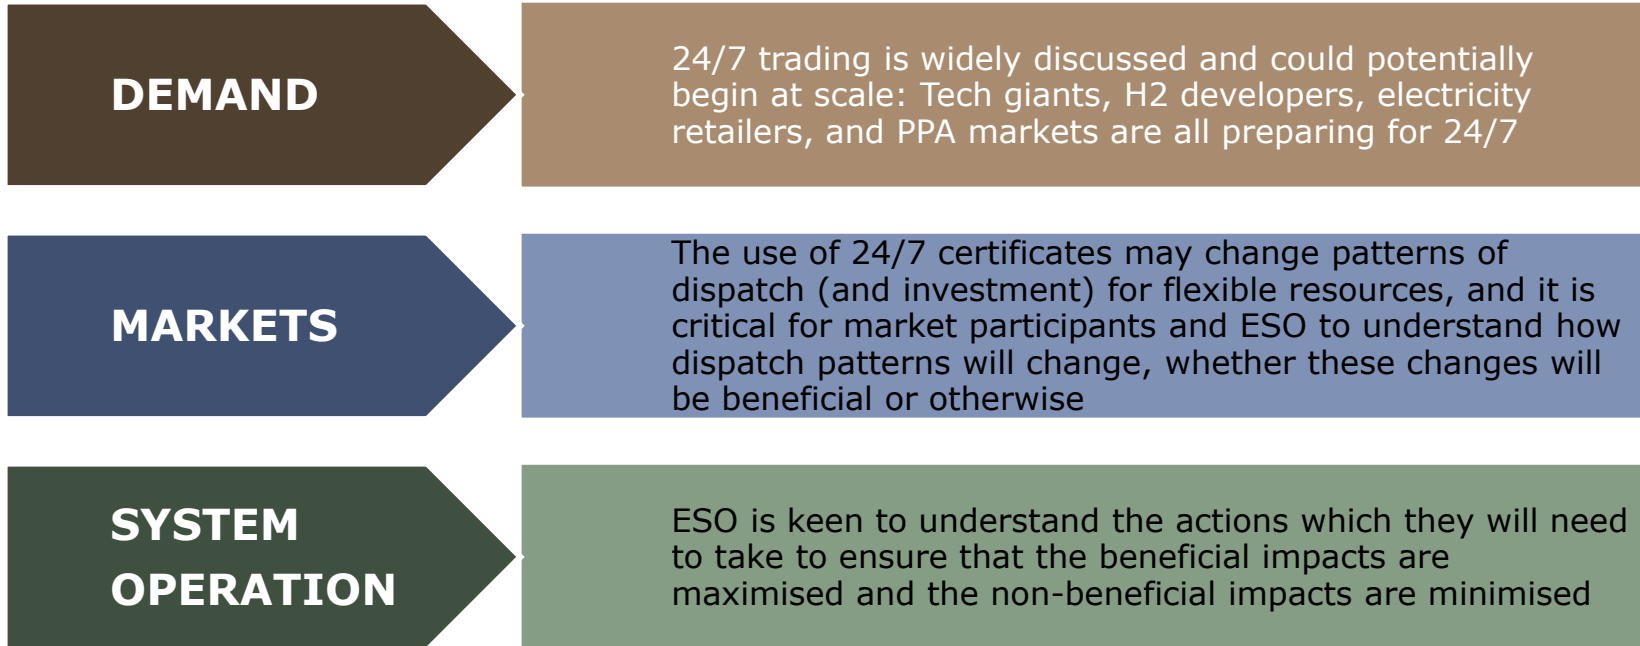 DEMAND
24/7 trading is widely discussed and could potentially
begin at scale: Tech giants, H2 developers, electricity
retailers, and PPA markets are all preparing for 24/7
MARKETS
The use of 24/7 certificates may change patterns of
dispatch (and investment) for flexible resources, and it is
critical for market participants and ESO to understand how
dispatch patterns will change, whether these changes will
be beneficial or otherwise
SYSTEM
OPERATION
ESO is keen to understand the actions which they will need
to take to ensure that the beneficial impacts are
maximised and the non-beneficial impacts are minimised